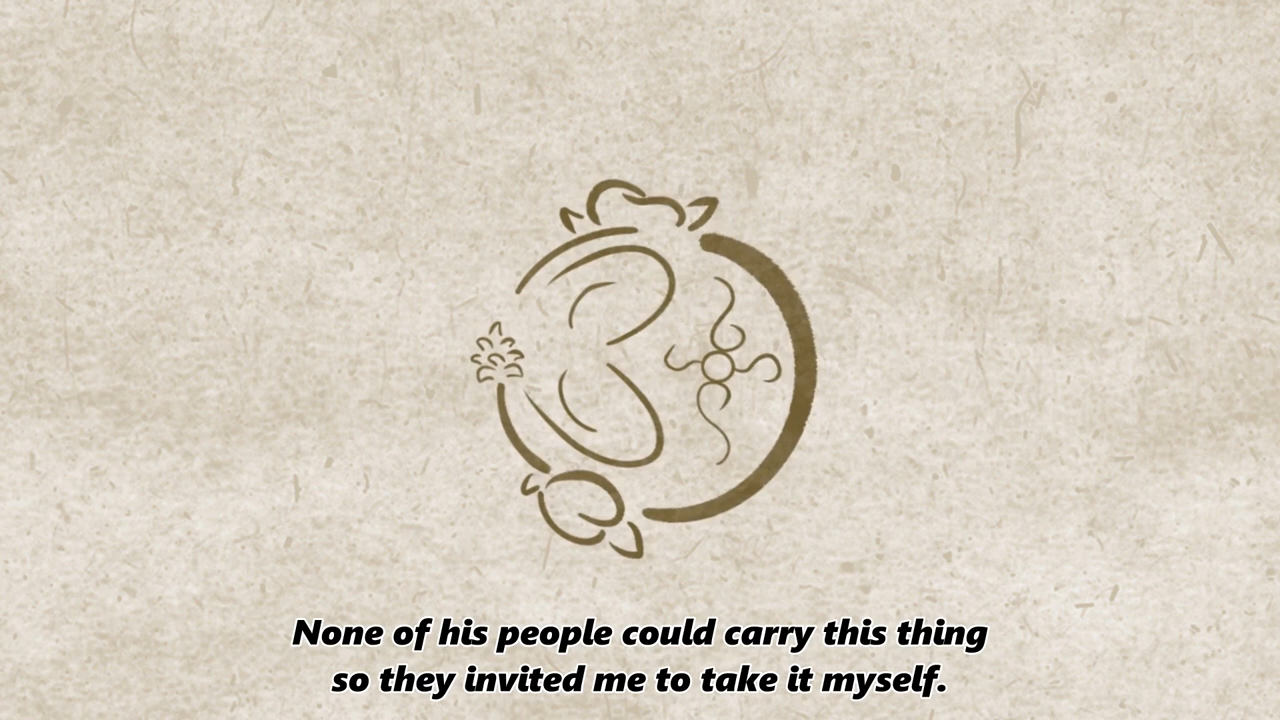 None of his people could carry this thing
so they invited me to take it myself.